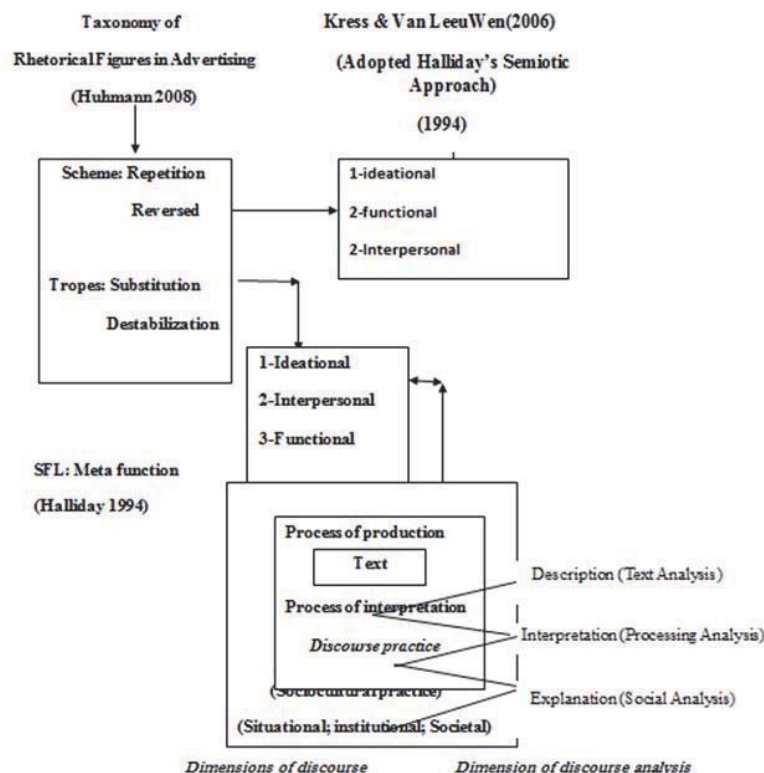 Taxonomy of
Rhetorical Figures in Advertising
(Huhmann 2008)
Kress & Van LeeuWen(2006)
(Adopted Halliday's Semiotic
Approach)
(1994)
Scheme: Repetition
Reversed
Tropes: Substitution
Destabilization
1-ideational
2-functional
2-Interpersonal
1-Ideational
2-Interpersonal
3-Functional
SFL: Meta function
(Halliday 1994)
Process of production
Text
Process of interpretation
Discourse practice
(Sociocultural practice)
(Situational; institutional; Societal)
Description (Text Analysis)
Interpretation (Processing Analysis)
Explanation (Social Analysis)
Dimensions of discourse
Dimension of discourse analysis